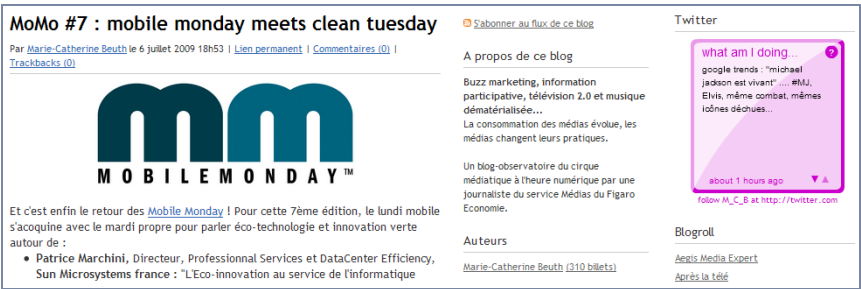 MoMo #7 : mobile monday meets clean tuesday
Par Marie-Catherine Beuth le 6 juillet 2009 18h53 | Lien permanent | Commentaires (0) |
Trackbacks (0)
MOBILEMONDAY™
Et c'est enfin le retour des Mobile Monday ! Pour cette 7ème édition, le lundi mobile
s'acoquine avec le mardi propre pour parler éco-technologie et innovation verte
autour de :
• Patrice Marchini, Directeur, Professionnal Services et DataCenter Efficiency,
Sun Microsystems france : "L'Eco-innovation au service de l'informatique
S'abonner au flux de ce blog
A propos de ce blog
Buzz marketing, information
participative, télévision 2.0 et musique
dématérialisée...
La consommation des médias évolue, les
médias changent leurs pratiques.
Un blog-observatoire du cirque
médiatique à l'heure numérique par une
journaliste du service Médias du Figaro
Economie.
Auteurs
Marie-Catherine Beuth (310 billets)
Twitter
what am I doing... ?
google trends : "michael
jackson est vivant" .... #MJ,
Elvis, même combat, mêmes
icônes déchues...
about 1 hours ago
follow M_C_B at http://twitter.com
Blogroll
Aegis Media Expert
Après la télé